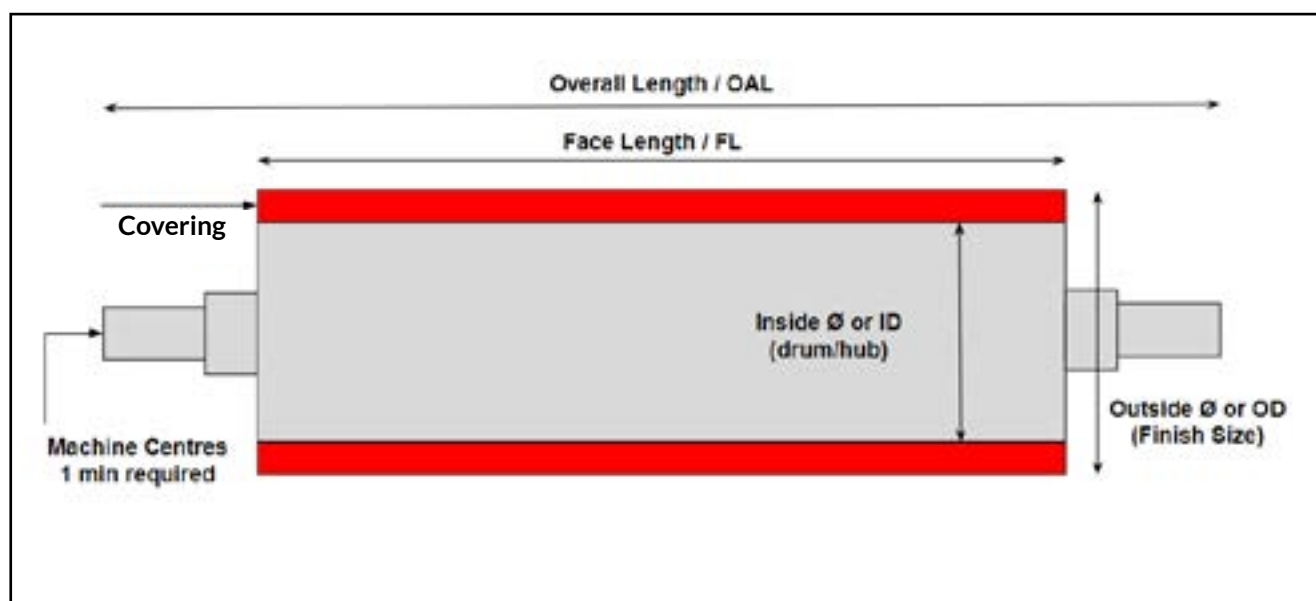 Overall Length / OAL
Face Length / FL
Covering
Inside Ø or ID
(drum/hub)
Outside Ø or OD
(Finish Size)
Machine Centres
1 min required